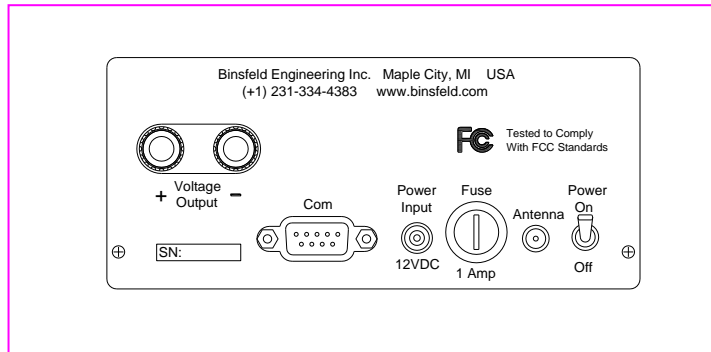 Binsfeld Engineering Inc. Maple City, MI USA
(+1) 231-334-4383 www.binsfeld.com
FC Tested to Comply
With FCC Standards
+ Voltage –
Output
SN:
Com
Power
Input
12VDC
Fuse
1 Amp
Antenna
Power
On
Off